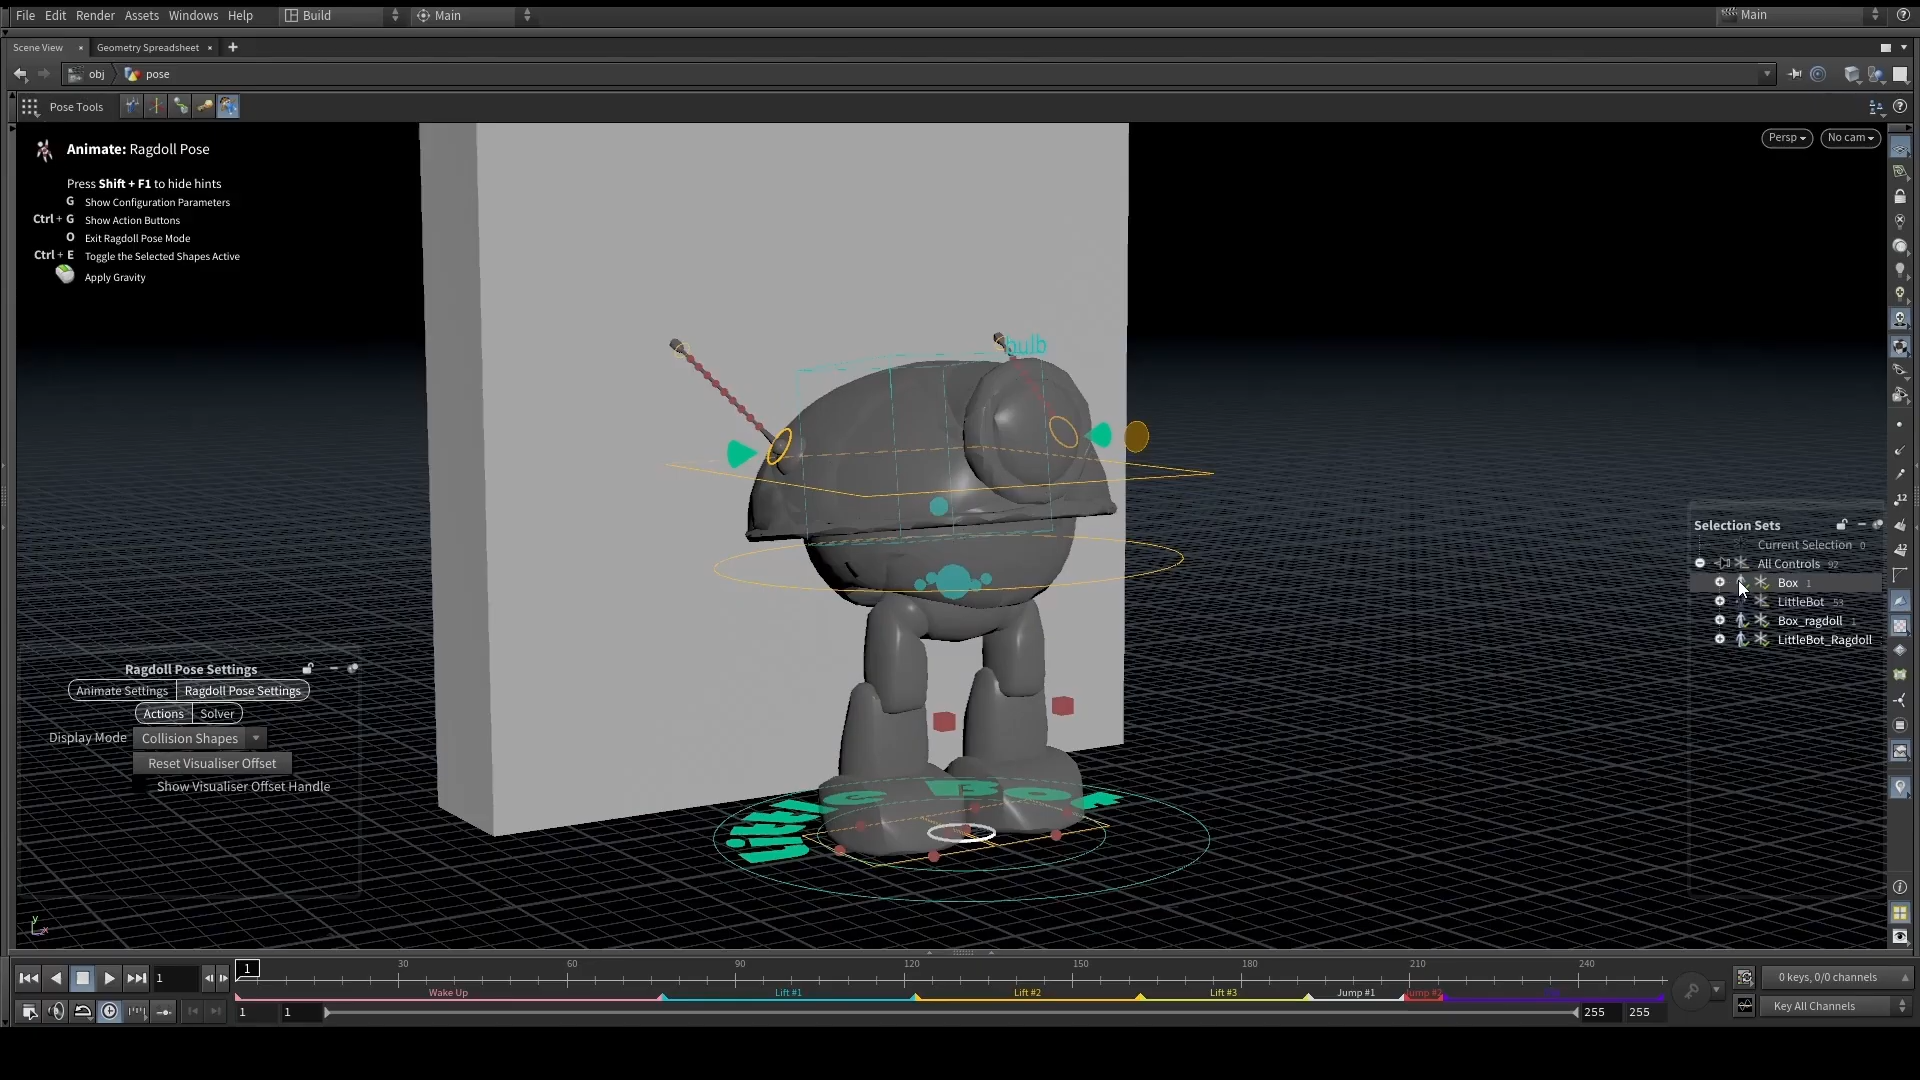 File Edit Render Assets Windows Help Build Main Main
Scene View Geometry Spreadsheet
obj pose
Pose Tools
Animate: Ragdoll Pose
Persp No cam
Press Shift + F1 to hide hints
G Show Configuration Parameters
Ctrl + G Show Action Buttons
O Exit Ragdoll Pose Mode
Ctrl + E Toggle the Selected Shapes Active
Apply Gravity
bulb
Selection Sets
Current Selection 0
All Controls 92
Box 1
LittleBot 53
Box_ragdoll 1
LittleBot_Ragdoll
Ragdoll Pose Settings
Animate Settings Ragdoll Pose Settings
Actions Solver
Display Mode Collision Shapes
Reset Visualiser Offset
Show Visualiser Offset Handle
Little Bot
y
x
12
12
1 1 30 60 90 120 150 180 210 240
0 keys, 0/0 channels
Wake Up Lift #1 Lift #2 Lift #3 Jump #1 Jump #2
1 1 255 255
Key All Channels